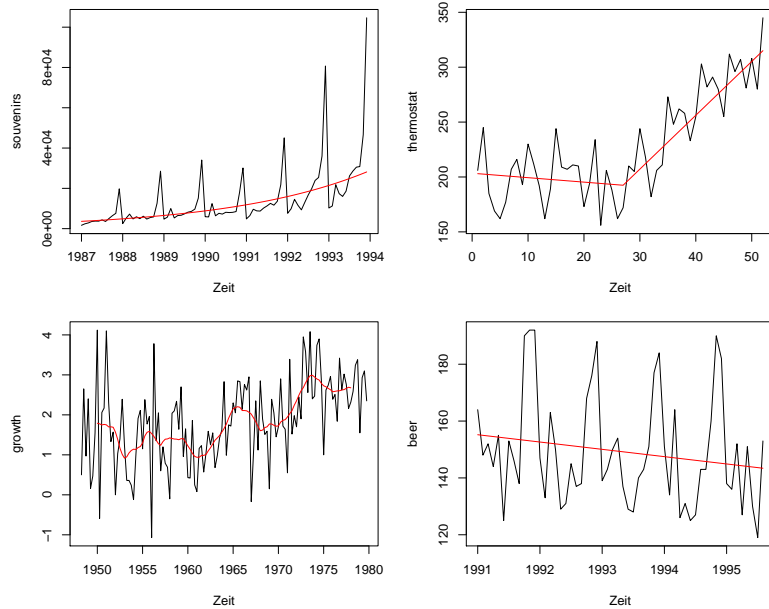 souvenirs
0e+00 4e+04 8e+04
1987 1988 1989 1990 1991 1992 1993 1994
Zeit
thermostat
150 200 250 300 350
0 10 20 30 40 50
Zeit
growth
−1 0 1 2 3 4
1950 1955 1960 1965 1970 1975 1980
Zeit
beer
120 140 160 180
1991 1992 1993 1994 1995
Zeit